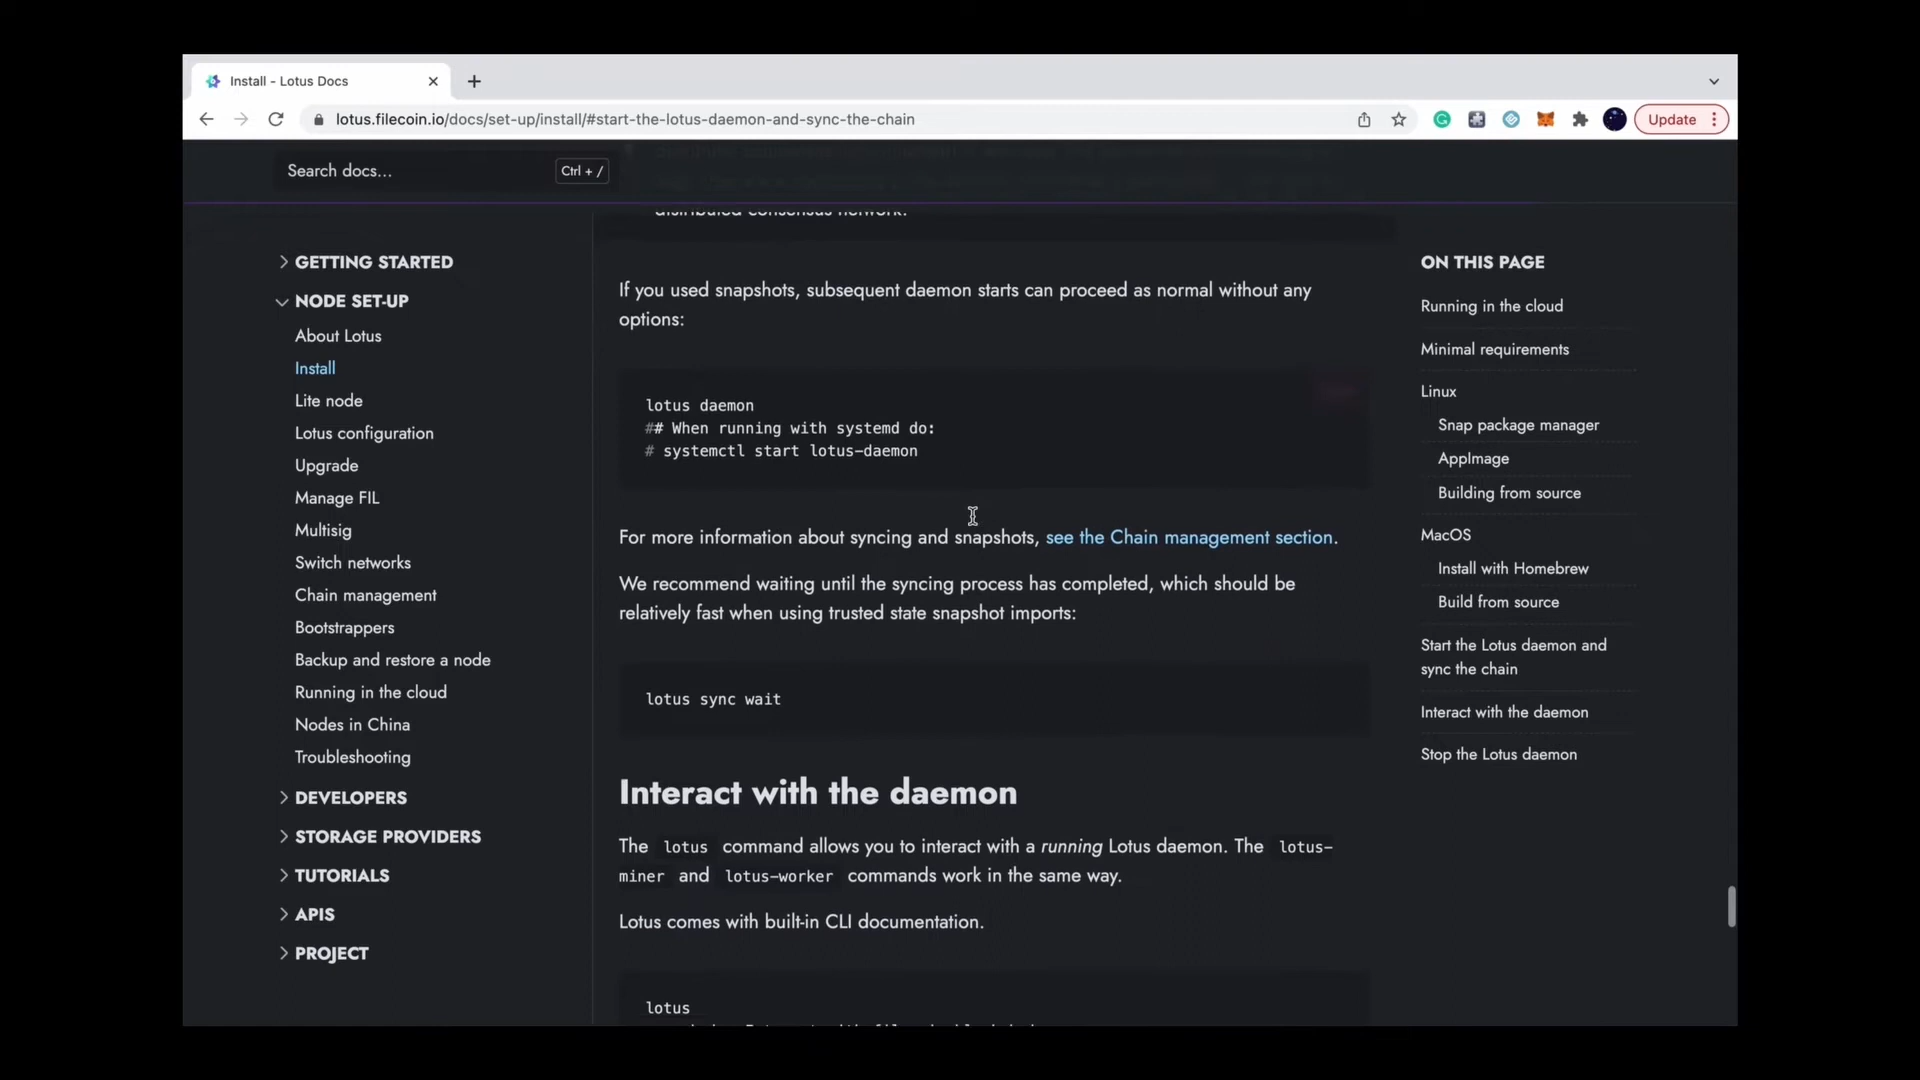 Install - Lotus Docs
lotus.filecoin.io/docs/set-up/install/#start-the-lotus-daemon-and-sync-the-chain
Update
Search docs...
Ctrl + /
distributed consensus network.
GETTING STARTED
NODE SET-UP
About Lotus
Install
Lite node
Lotus configuration
Upgrade
Manage FIL
Multisig
Switch networks
Chain management
Bootstrappers
Backup and restore a node
Running in the cloud
Nodes in China
Troubleshooting
DEVELOPERS
STORAGE PROVIDERS
TUTORIALS
APIS
PROJECT
If you used snapshots, subsequent daemon starts can proceed as normal without any
options:
lotus daemon
## When running with systemd do:
# systemctl start lotus-daemon
For more information about syncing and snapshots, see the Chain management section.
We recommend waiting until the syncing process has completed, which should be
relatively fast when using trusted state snapshot imports:
lotus sync wait
Interact with the daemon
The lotus command allows you to interact with a running Lotus daemon. The lotus-
miner and lotus-worker commands work in the same way.
Lotus comes with built-in CLI documentation.
lotus
ON THIS PAGE
Running in the cloud
Minimal requirements
Linux
Snap package manager
AppImage
Building from source
MacOS
Install with Homebrew
Build from source
Start the Lotus daemon and
sync the chain
Interact with the daemon
Stop the Lotus daemon